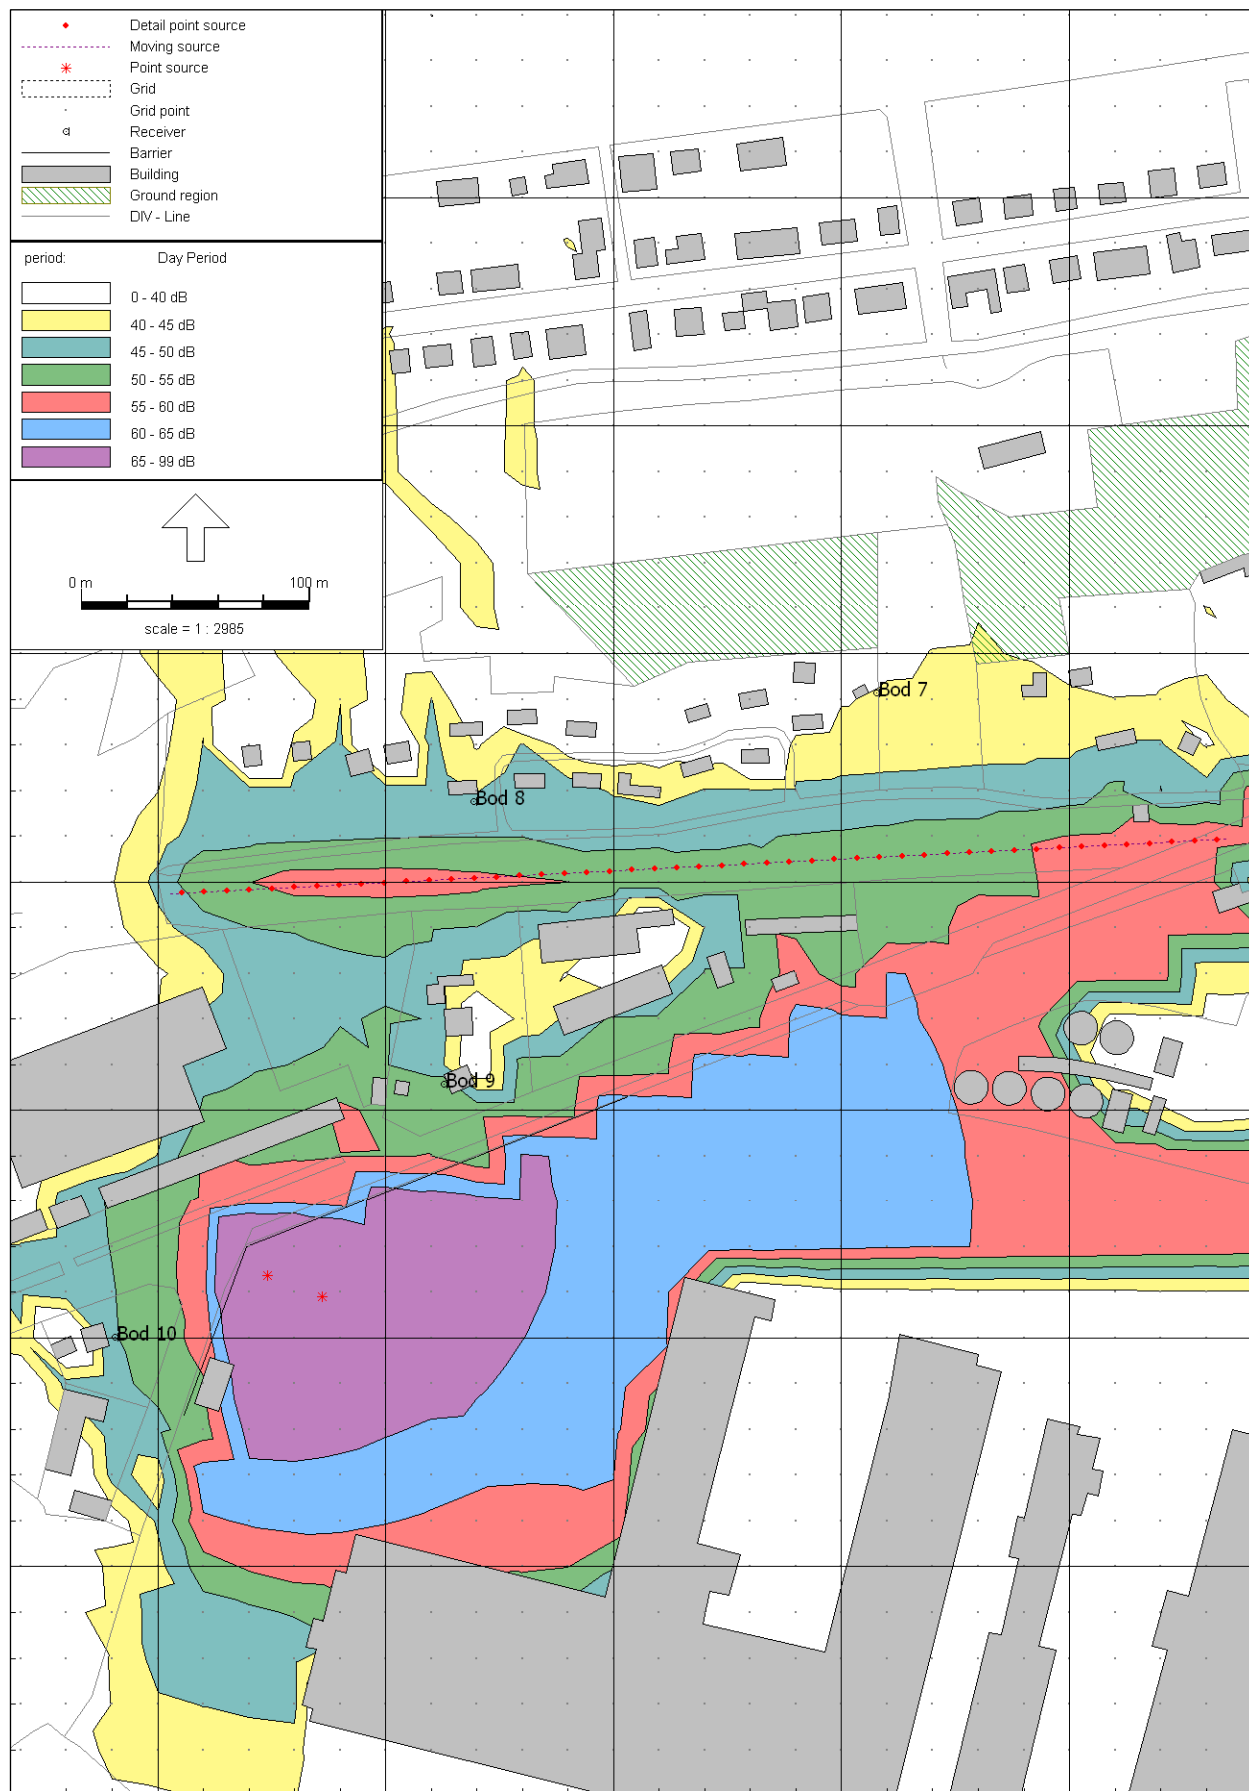 Detail point source
Moving source
Point source
Grid
Grid point
Receiver
Barrier
Building
Ground region
DIV - Line
period: Day Period
0 - 40 dB
40 - 45 dB
45 - 50 dB
50 - 55 dB
55 - 60 dB
60 - 65 dB
65 - 99 dB
0 m 100 m
scale = 1 : 2985
Bod 7
Bod 8
Bod 9
Bod 10